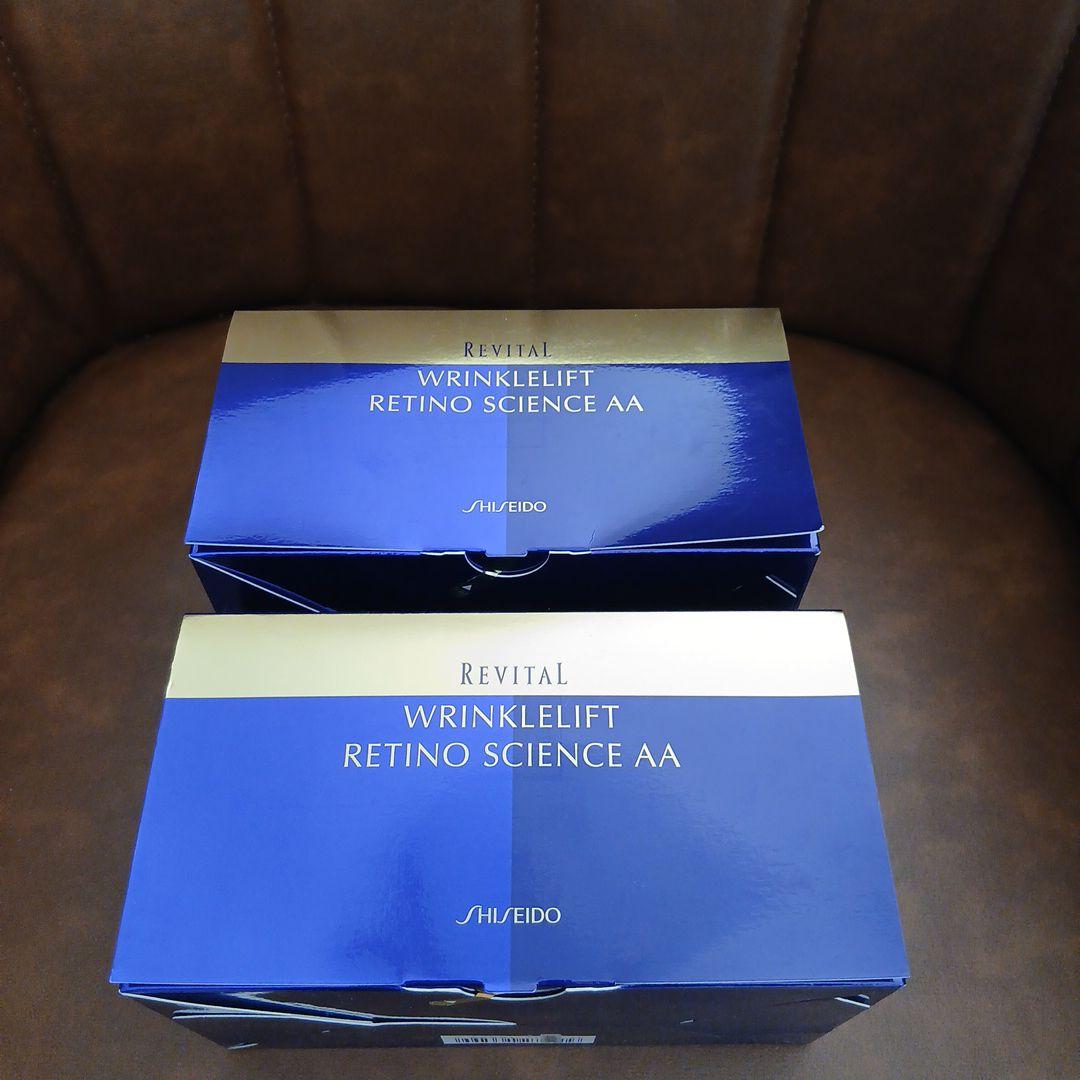 REVITAL
WRINKLELIFT
RETINO SCIENCE AA
SHISEIDO
REVITAL
WRINKLELIFT
RETINO SCIENCE AA
SHISEIDO